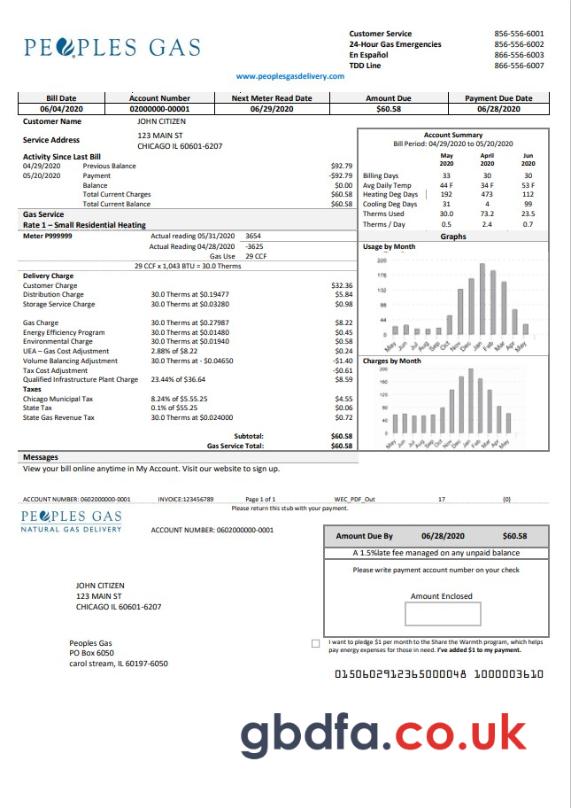 PEOPLES GAS
Customer Service 856-556-6001
24-Hour Gas Emergencies 856-556-6002
En Español 866-556-6003
TDD Line 866-556-6007
www.peoplesgasdelivery.com
Bill Date Account Number Next Meter Read Date Amount Due Payment Due Date
06/04/2020 02000000-00001 06/29/2020 $60.58 06/28/2020
Customer Name JOHN CITIZEN
Service Address 123 MAIN ST
CHICAGO IL 60601-6207
Activity Since Last Bill
04/29/2020 Previous Balance $92.79
05/20/2020 Payment -$92.79
Balance $0.00
Total Current Charges $60.58
Total Current Balance $60.58
Gas Service
Rate 1 – Small Residential Heating
Meter P999999 Actual reading 05/31/2020 3654
Actual Reading 04/28/2020 -3625
Gas Use 29 CCF
29 CCF x 1,043 BTU = 30.0 Therms
Delivery Charge
Customer Charge $32.36
Distribution Charge 30.0 Therms at $0.19477 $5.84
Storage Service Charge 30.0 Therms at $0.03280 $0.98
Gas Charge 30.0 Therms at $0.27987 $8.22
Energy Efficiency Program 30.0 Therms at $0.01480 $0.45
Environmental Charge 30.0 Therms at $0.01940 $0.58
UEA – Gas Cost Adjustment 2.88% of $8.22 $0.24
Volume Balancing Adjustment 30.0 Therms at - $0.04650 -$1.40
Tax Cost Adjustment -$0.61
Qualified Infrastructure Plant Charge 23.44% of $36.64 $8.59
Taxes
Chicago Municipal Tax 8.24% of $5.55.25 $4.55
State Tax 0.1% of $55.25 $0.06
State Gas Revenue Tax 30.0 Therms at $0.024000 $0.72
Subtotal: $60.58
Gas Service Total: $60.58
Account Summary
Bill Period: 04/29/2020 to 05/20/2020
May April Jun
2020 2020 2020
Billing Days 33 30 30
Avg Daily Temp 44 F 34 F 53 F
Heating Deg Days 192 473 112
Cooling Deg Days 31 4 99
Therms Used 30.0 73.2 23.5
Therms / Day 0.5 2.4 0.7
Graphs
Usage by Month
200
176
132
88
44
0
May Jun Jul Aug Sep Oct Nov Dec Jan Feb Mar Apr May
Charges by Month
200
160
120
80
40
0
May Jun Jul Aug Sep Oct Nov Dec Jan Feb Mar Apr May
Messages
View your bill online anytime in My Account. Visit our website to sign up.
ACCOUNT NUMBER: 0602000000-0001 INVOICE:123456789 Page 1 of 1 WEC_PDF_Out 17 (0)
Please return this stub with your payment.
PEOPLES GAS
NATURAL GAS DELIVERY
ACCOUNT NUMBER: 0602000000-0001
Amount Due By 06/28/2020 $60.58
A 1.5%late fee managed on any unpaid balance
Please write payment account number on your check
Amount Enclosed
JOHN CITIZEN
123 MAIN ST
CHICAGO IL 60601-6207
Peoples Gas
PO Box 6050
carol stream, IL 60197-6050
I want to pledge $1 per month to the Share the Warmth program, which helps
pay energy expenses for those in need. I've added $1 to my payment.
0150602912365000048 1000003610
gbdfa.co.uk